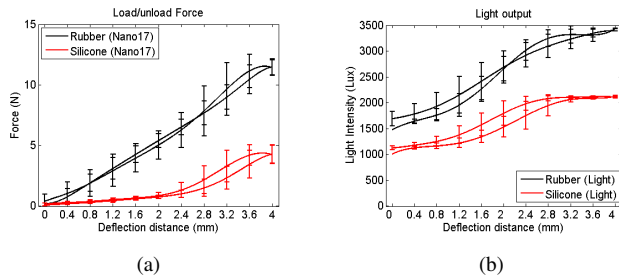 Load/unload Force
Rubber (Nano17)
Silicone (Nano17)
15
10
5
0
Force (N)
0 0.4 0.8 1.2 1.6 2 2.4 2.8 3.2 3.6 4
Deflection distance (mm)
(a)
Light output
3500
3000
2500
2000
1500
1000
500
0
Light Intensity (Lux)
Rubber (Light)
Silicone (Light)
0 0.4 0.8 1.2 1.6 2 2.4 2.8 3.2 3.6 4
Deflection distance (mm)
(b)